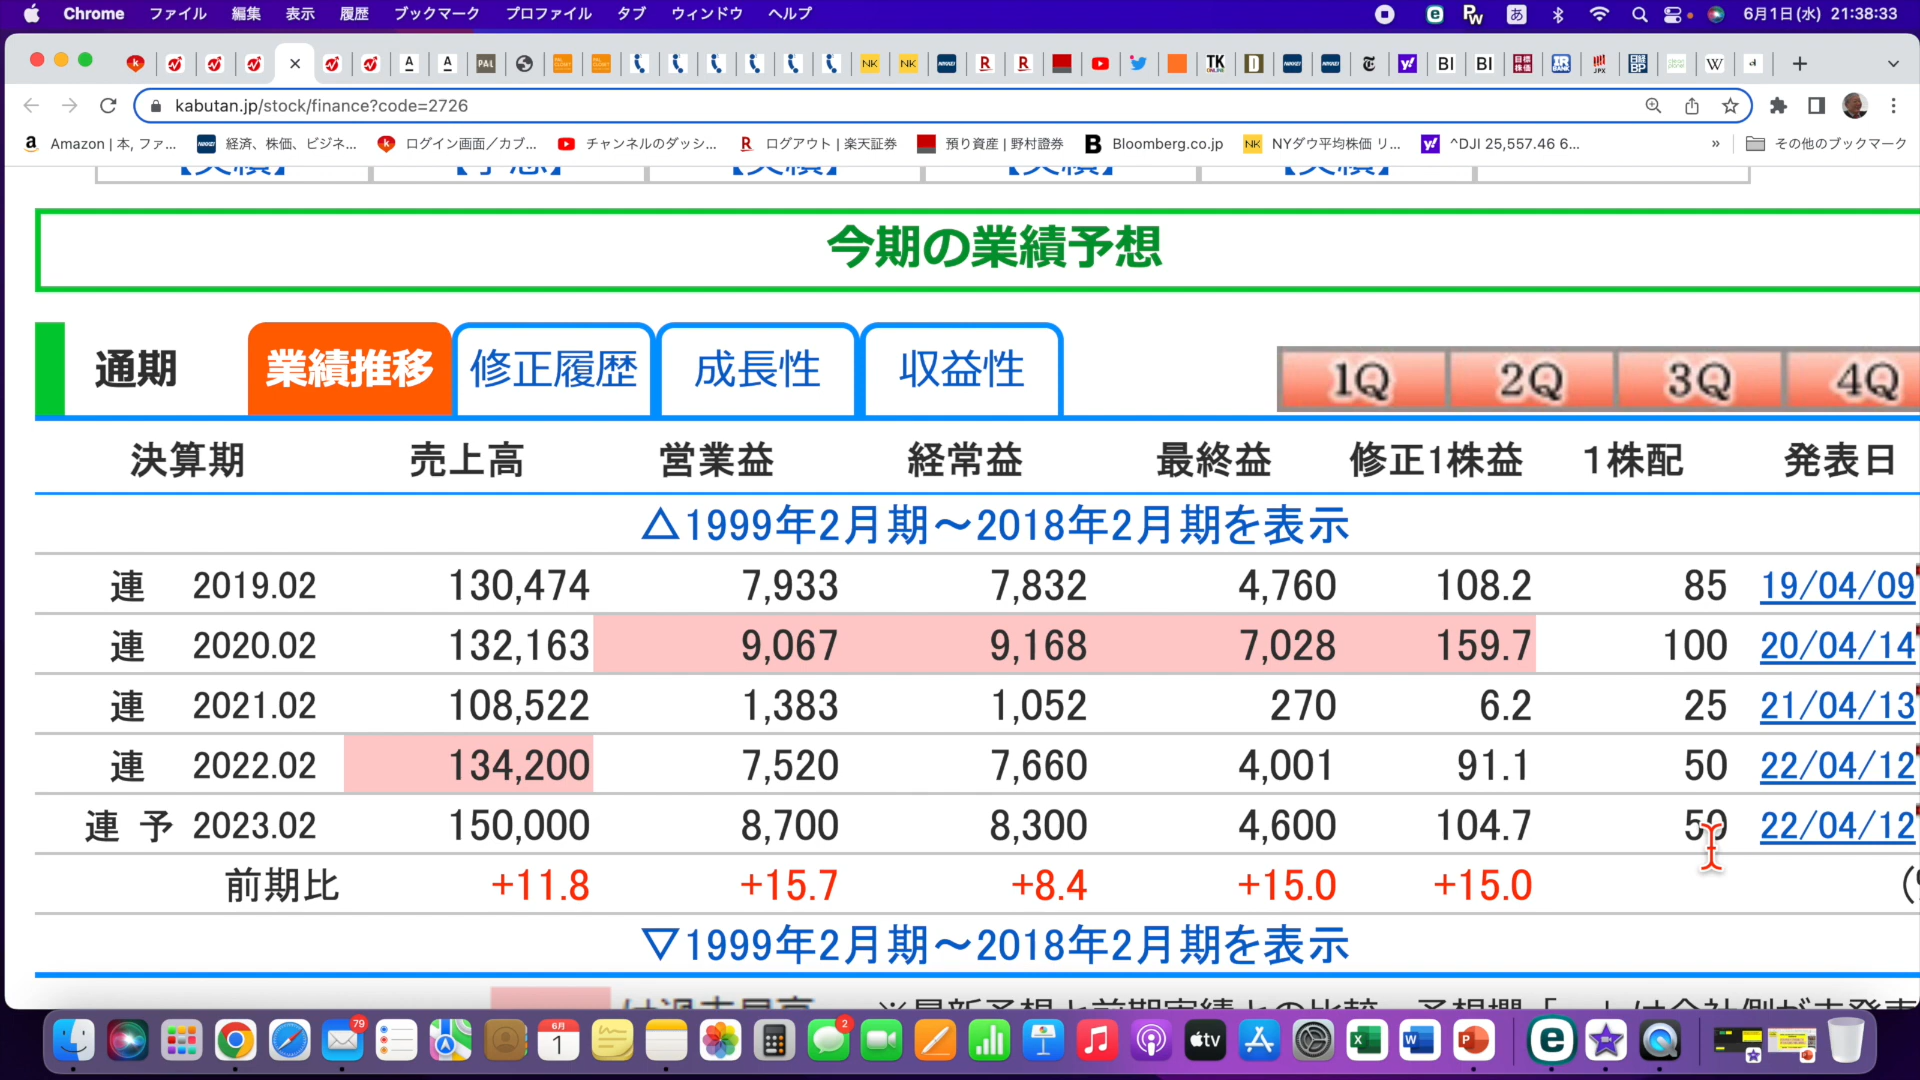 Chrome ファイル 編集 表示 履歴 ブックマーク プロファイル タブ ウィンドウ ヘルプ あ 6月1日(水) 21:38:33
kabutan.jp/stock/finance?code=2726
Amazon | 本, ファ... 経済、株価、ビジネ... ログイン画面／カブ... チャンネルのダッシ... ログアウト | 楽天証券 預り資産 | 野村證券 Bloomberg.co.jp NYダウ平均株価 リ... ^DJI 25,557.46 6... » その他のブックマーク
今期の業績予想
通期 業績推移 修正履歴 成長性 収益性 1Q 2Q 3Q 4Q
決算期 売上高 営業益 経常益 最終益 修正1株益 1株配 発表日
△1999年2月期～2018年2月期を表示
連 2019.02 130,474 7,933 7,832 4,760 108.2 85 19/04/09
連 2020.02 132,163 9,067 9,168 7,028 159.7 100 20/04/14
連 2021.02 108,522 1,383 1,052 270 6.2 25 21/04/13
連 2022.02 134,200 7,520 7,660 4,001 91.1 50 22/04/12
連 予 2023.02 150,000 8,700 8,300 4,600 104.7 50 22/04/12
前期比 +11.8 +15.7 +8.4 +15.0 +15.0
▽1999年2月期～2018年2月期を表示
79 6月 1 2 tv